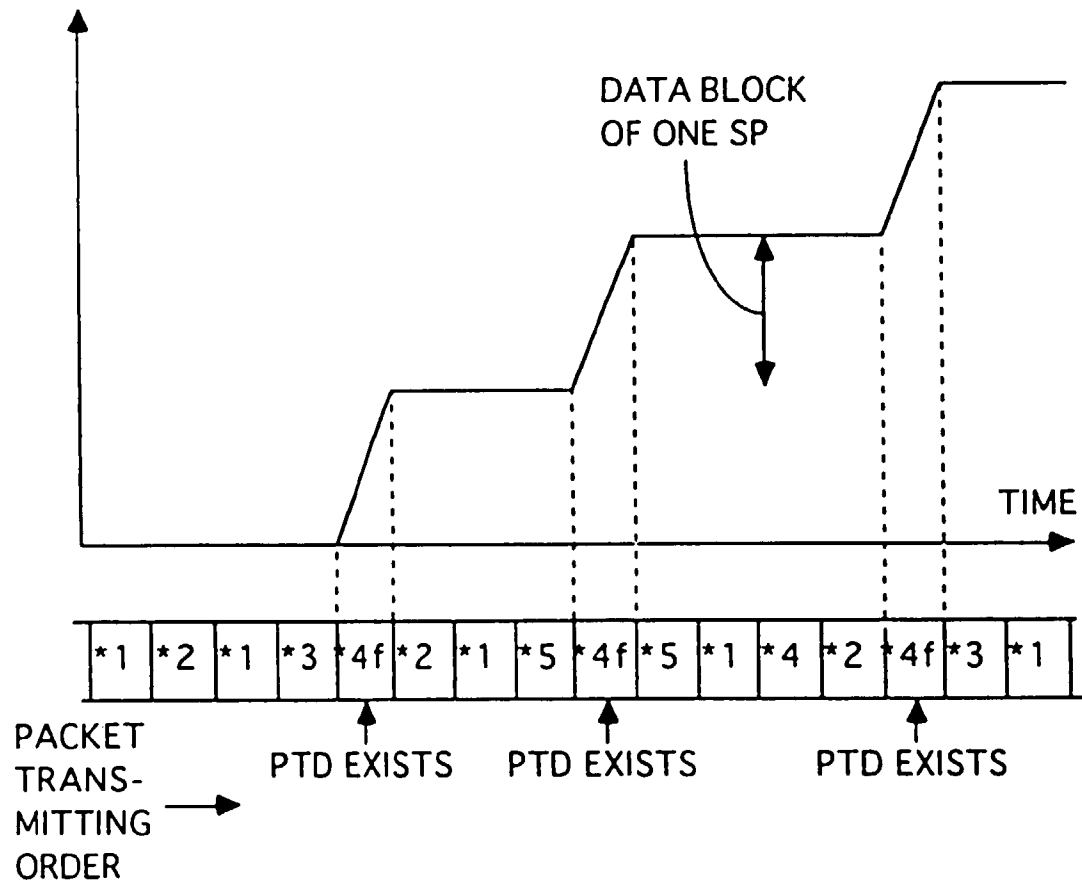 DATA BLOCK
OF ONE SP
TIME
*1 *2 *1 *3 *4f *2 *1 *5 *4f *5 *1 *4 *2 *4f *3 *1
PACKET
TRANS-
MITTING
ORDER
PTD EXISTS PTD EXISTS PTD EXISTS